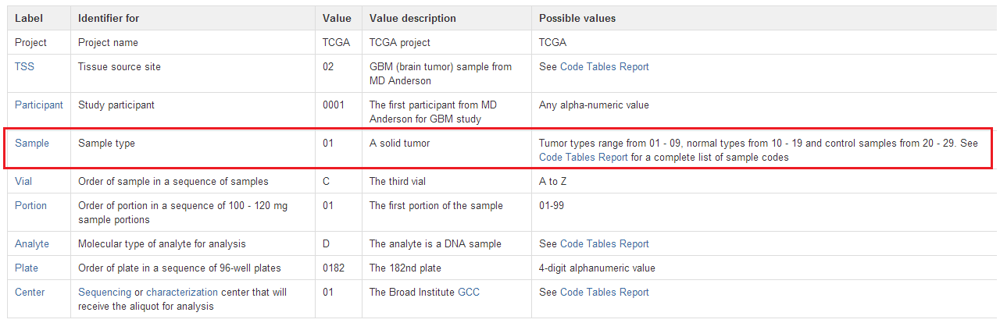 Label Identifier for Value Value description Possible values
Project Project name TCGA TCGA project TCGA
TSS Tissue source site 02 GBM (brain tumor) sample from See Code Tables Report
MD Anderson
Participant Study participant 0001 The first participant from MD Any alpha-numeric value
Anderson for GBM study
Sample Sample type 01 A solid tumor Tumor types range from 01 - 09, normal types from 10 - 19 and control samples from 20 - 29. See
Code Tables Report for a complete list of sample codes
Vial Order of sample in a sequence of samples C The third vial A to Z
Portion Order of portion in a sequence of 100 - 120 mg 01 The first portion of the sample 01-99
sample portions
Analyte Molecular type of analyte for analysis D The analyte is a DNA sample See Code Tables Report
Plate Order of plate in a sequence of 96-well plates 0182 The 182nd plate 4-digit alphanumeric value
Center Sequencing or characterization center that will 01 The Broad Institute GCC See Code Tables Report
receive the aliquot for analysis